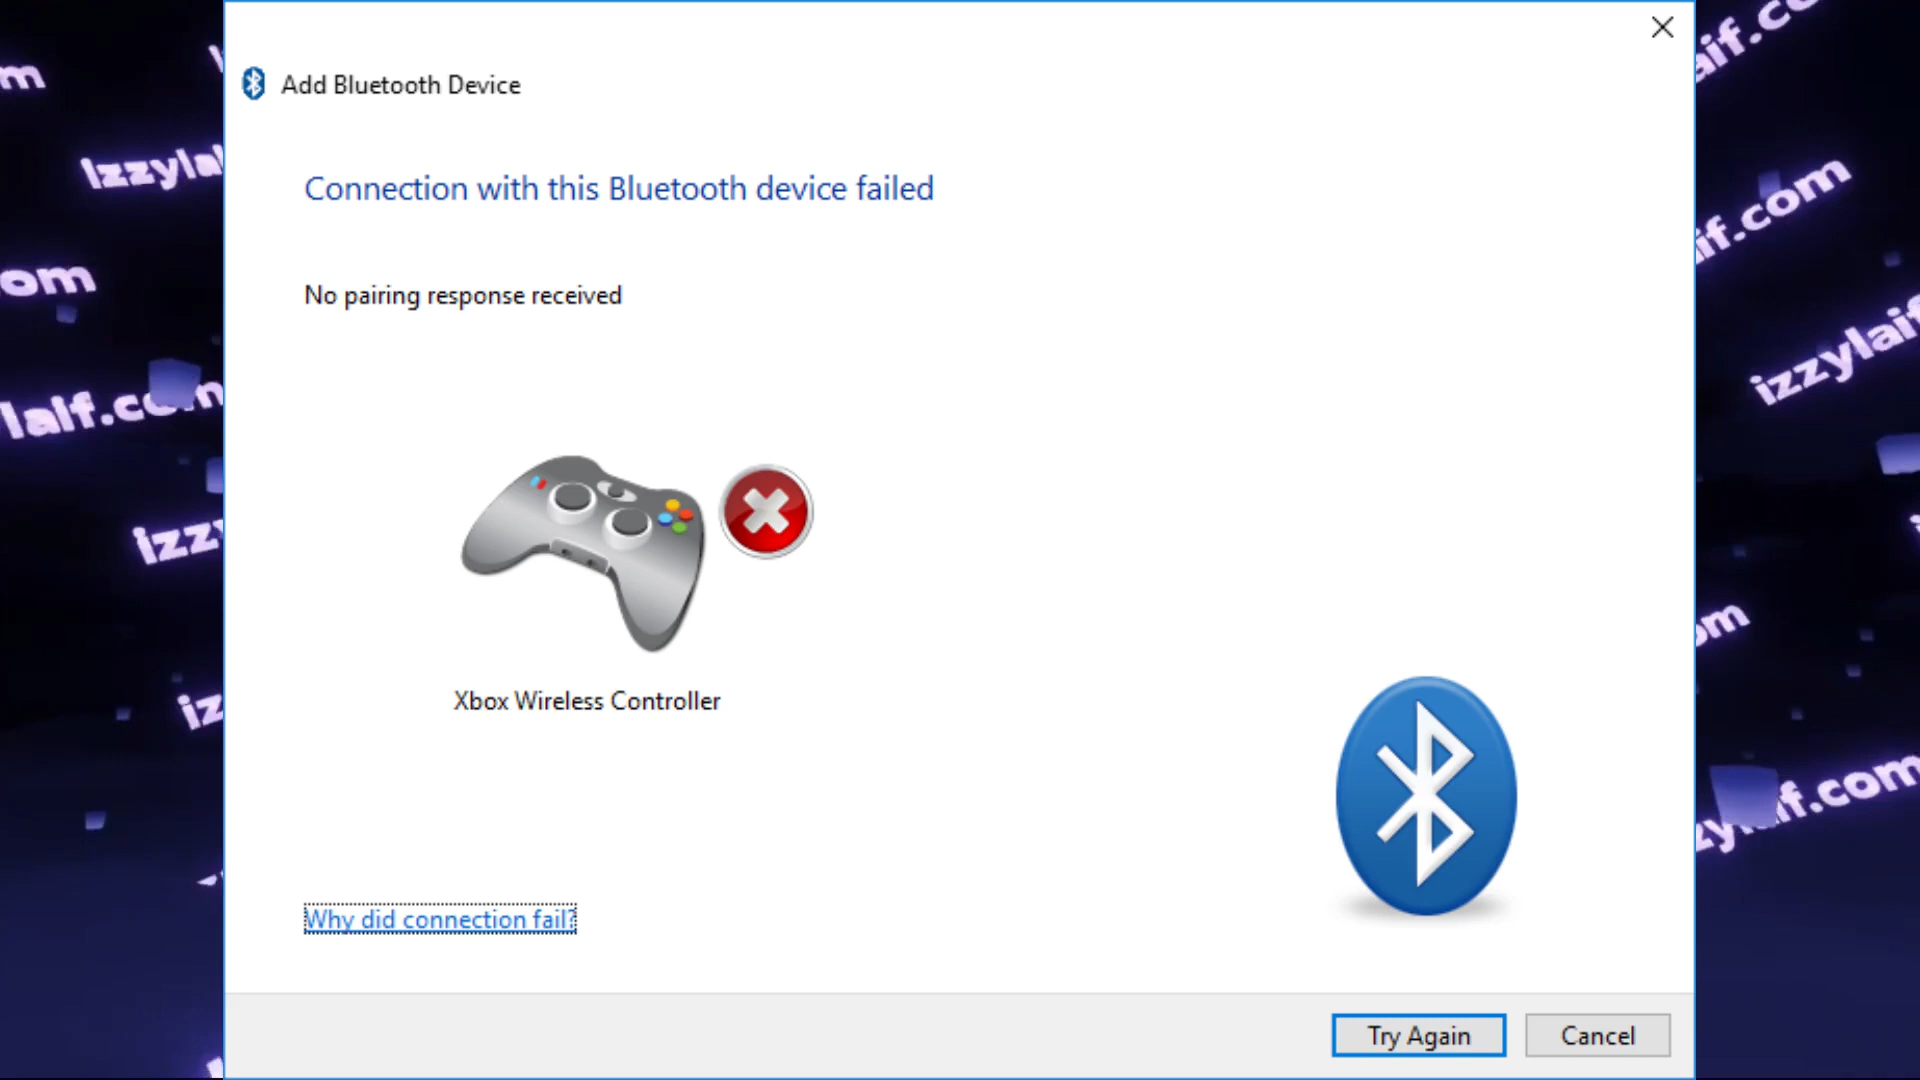 Add Bluetooth Device
Connection with this Bluetooth device failed
No pairing response received
Xbox Wireless Controller
Why did connection fail?
Try Again
Cancel
izzylaif